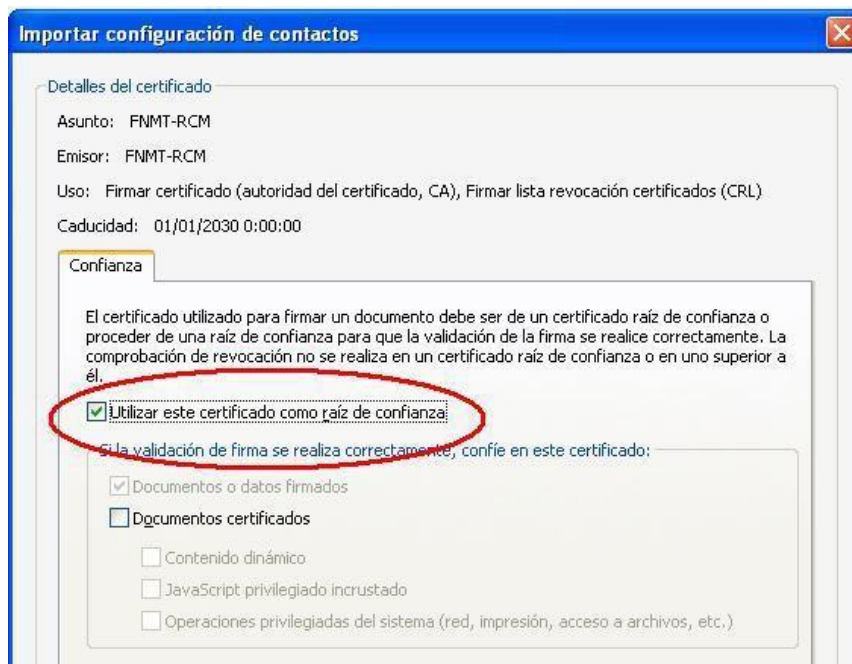 Importar configuración de contactos
Detalles del certificado
Asunto: FNMT-RCM
Emisor: FNMT-RCM
Uso: Firmar certificado (autoridad del certificado, CA), Firmar lista revocación certificados (CRL)
Caducidad: 01/01/2030 0:00:00
Confianza
El certificado utilizado para firmar un documento debe ser de un certificado raíz de confianza o
proceder de una raíz de confianza para que la validación de la firma se realice correctamente. La
comprobación de revocación no se realiza en un certificado raíz de confianza o en uno superior a
él.
Utilizar este certificado como raíz de confianza
Si la validación de firma se realiza correctamente, confíe en este certificado:
Documentos o datos firmados
Documentos certificados
Contenido dinámico
JavaScript privilegiado incrustado
Operaciones privilegiadas del sistema (red, impresión, acceso a archivos, etc.)